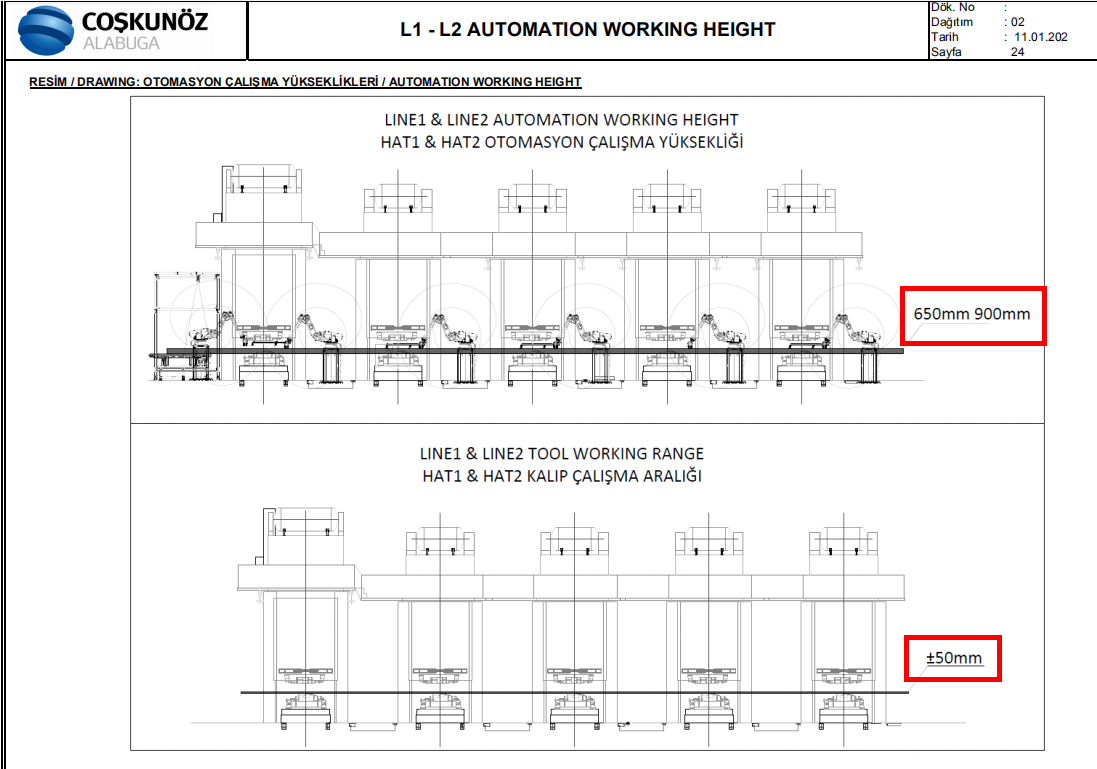 COŞKUNÖZ
ALABUGA
L1 - L2 AUTOMATION WORKING HEIGHT
Dök. No :
Dağıtım : 02
Tarih : 11.01.202
Sayfa 24
RESİM / DRAWING: OTOMASYON ÇALIŞMA YÜKSEKLİKLERİ / AUTOMATION WORKING HEIGHT
LINE1 & LINE2 AUTOMATION WORKING HEIGHT
HAT1 & HAT2 OTOMASYON ÇALIŞMA YÜKSEKLİĞİ
650mm 900mm
LINE1 & LINE2 TOOL WORKING RANGE
HAT1 & HAT2 KALIP ÇALIŞMA ARALIĞI
±50mm